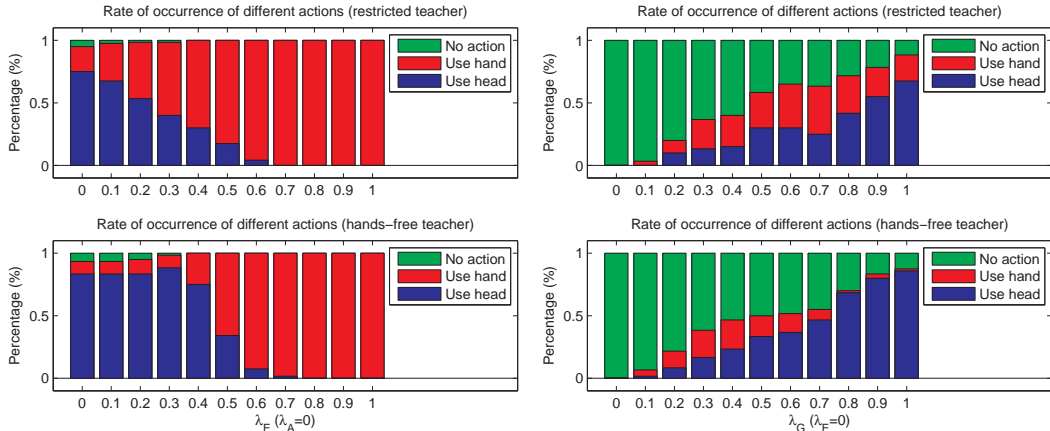 Rate of occurrence of different actions (restricted teacher)
Percentage (%)
1
0.5
0
No action
Use hand
Use head
0 0.1 0.2 0.3 0.4 0.5 0.6 0.7 0.8 0.9 1
Rate of occurrence of different actions (restricted teacher)
Percentage (%)
1
0.5
0
No action
Use hand
Use head
0 0.1 0.2 0.3 0.4 0.5 0.6 0.7 0.8 0.9 1
Rate of occurrence of different actions (hands−free teacher)
Percentage (%)
1
0.5
0
No action
Use hand
Use head
0 0.1 0.2 0.3 0.4 0.5 0.6 0.7 0.8 0.9 1
λE (λA=0)
Rate of occurrence of different actions (hands−free teacher)
Percentage (%)
1
0.5
0
No action
Use hand
Use head
0 0.1 0.2 0.3 0.4 0.5 0.6 0.7 0.8 0.9 1
λG (λE=0)